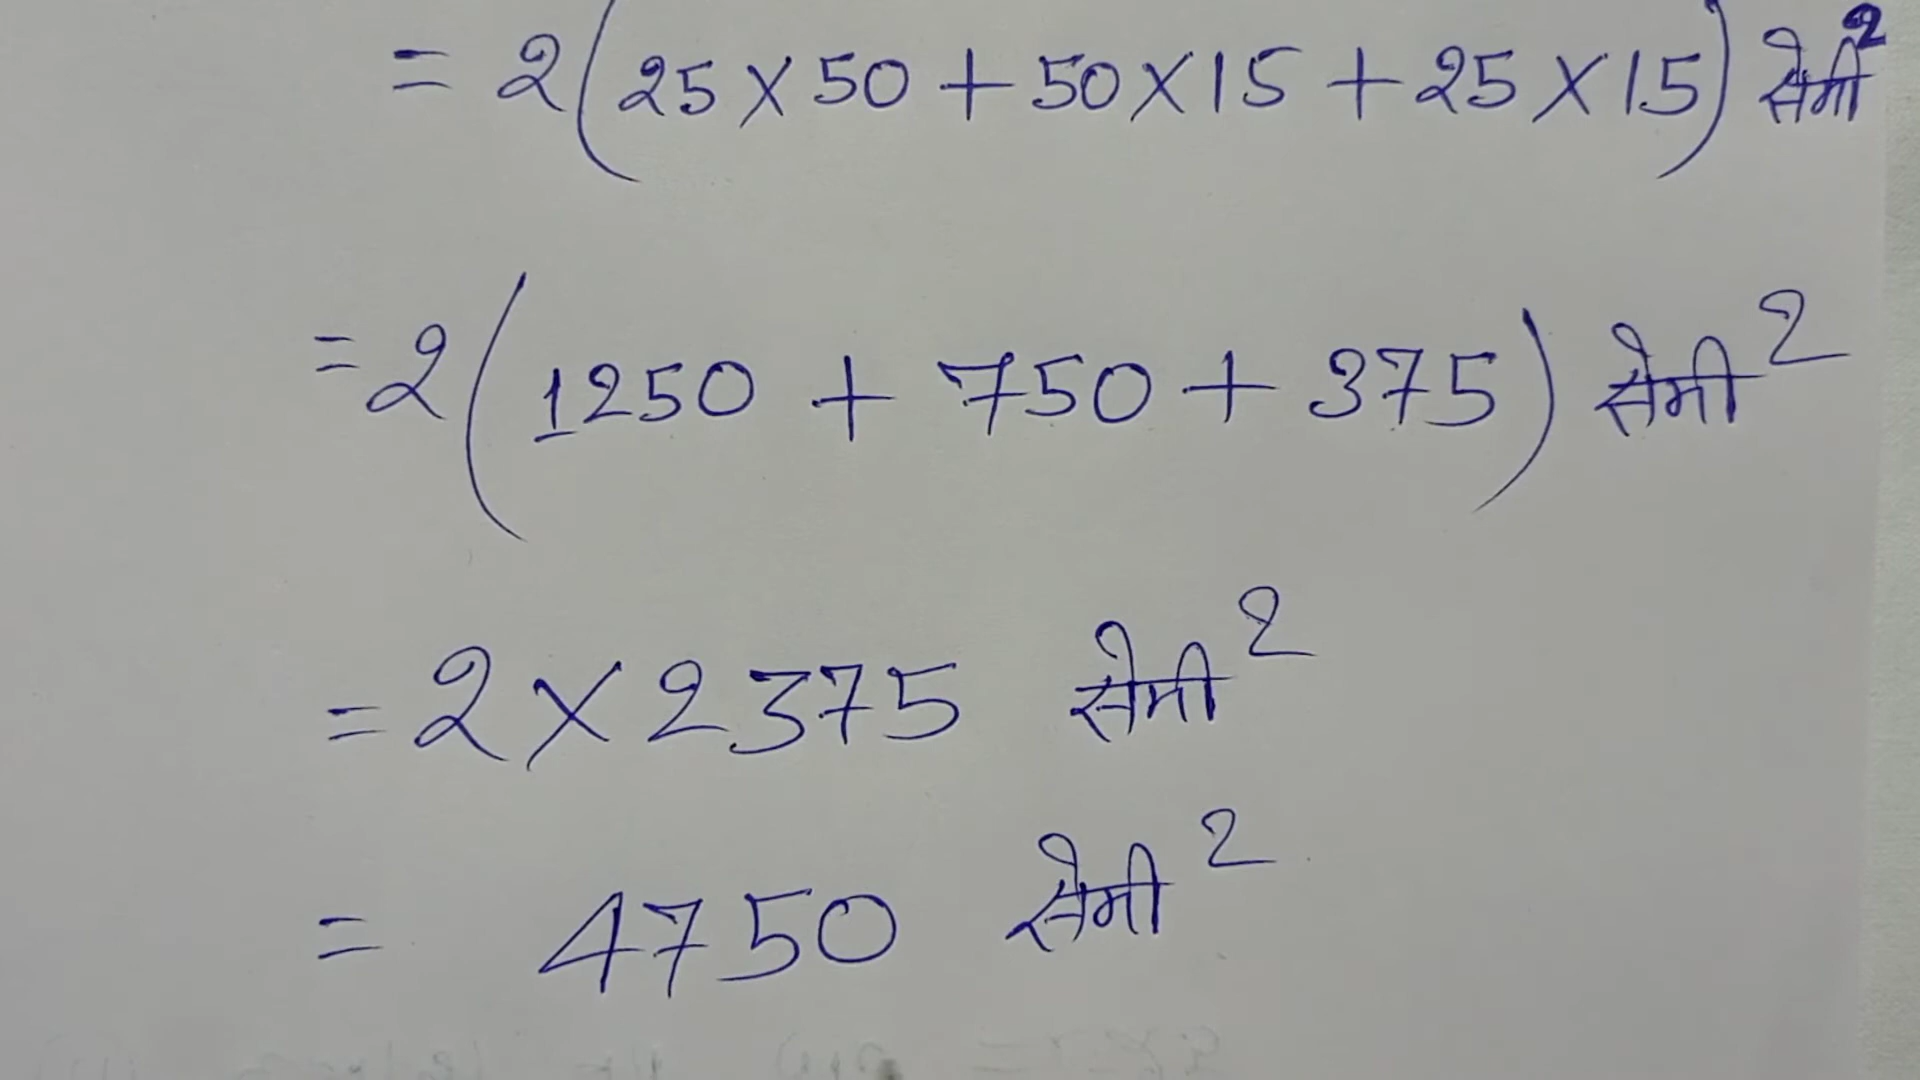 = 2(25×50+50×15+25×15) सेमी²
=2(1250 + 750+375) सेमी²
=2×2375 सेमी²
= 4750 सेमी²